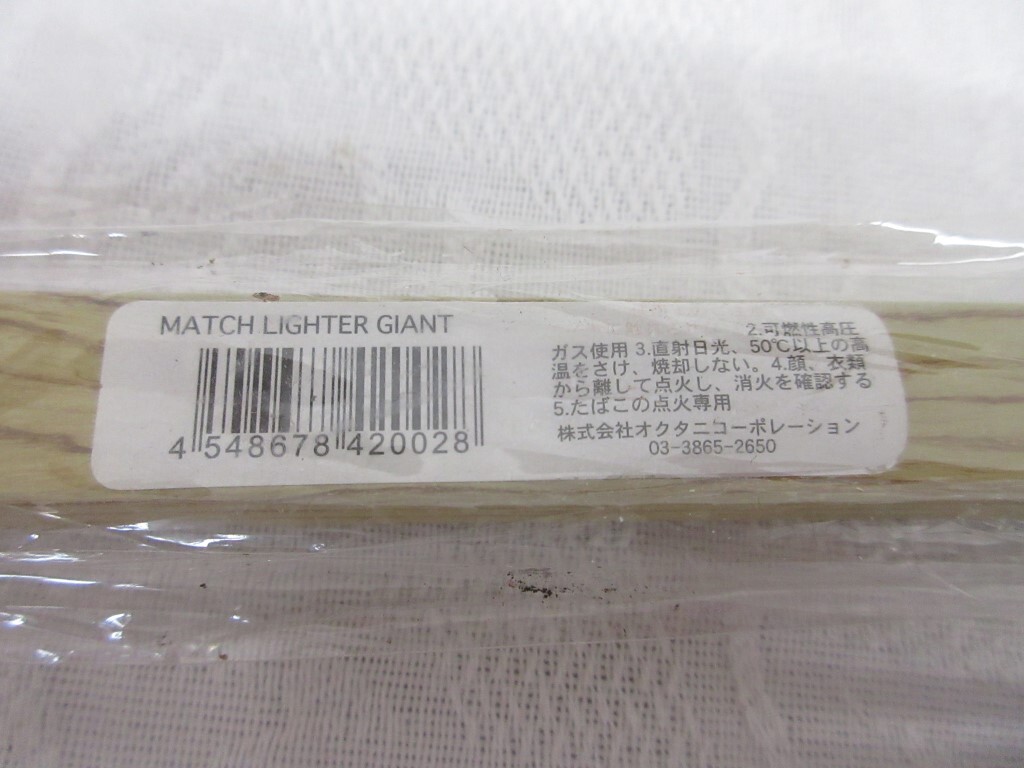 MATCH LIGHTER GIANT
4 548678 420028
2.可燃性高圧
ガス使用 3.直射日光、50℃以上の高
温をさけ、焼却しない。4.顔、衣類
から離して点火し、消火を確認する
5.たばこの点火専用
株式会社オクタニコーポレーション
03-3865-2650